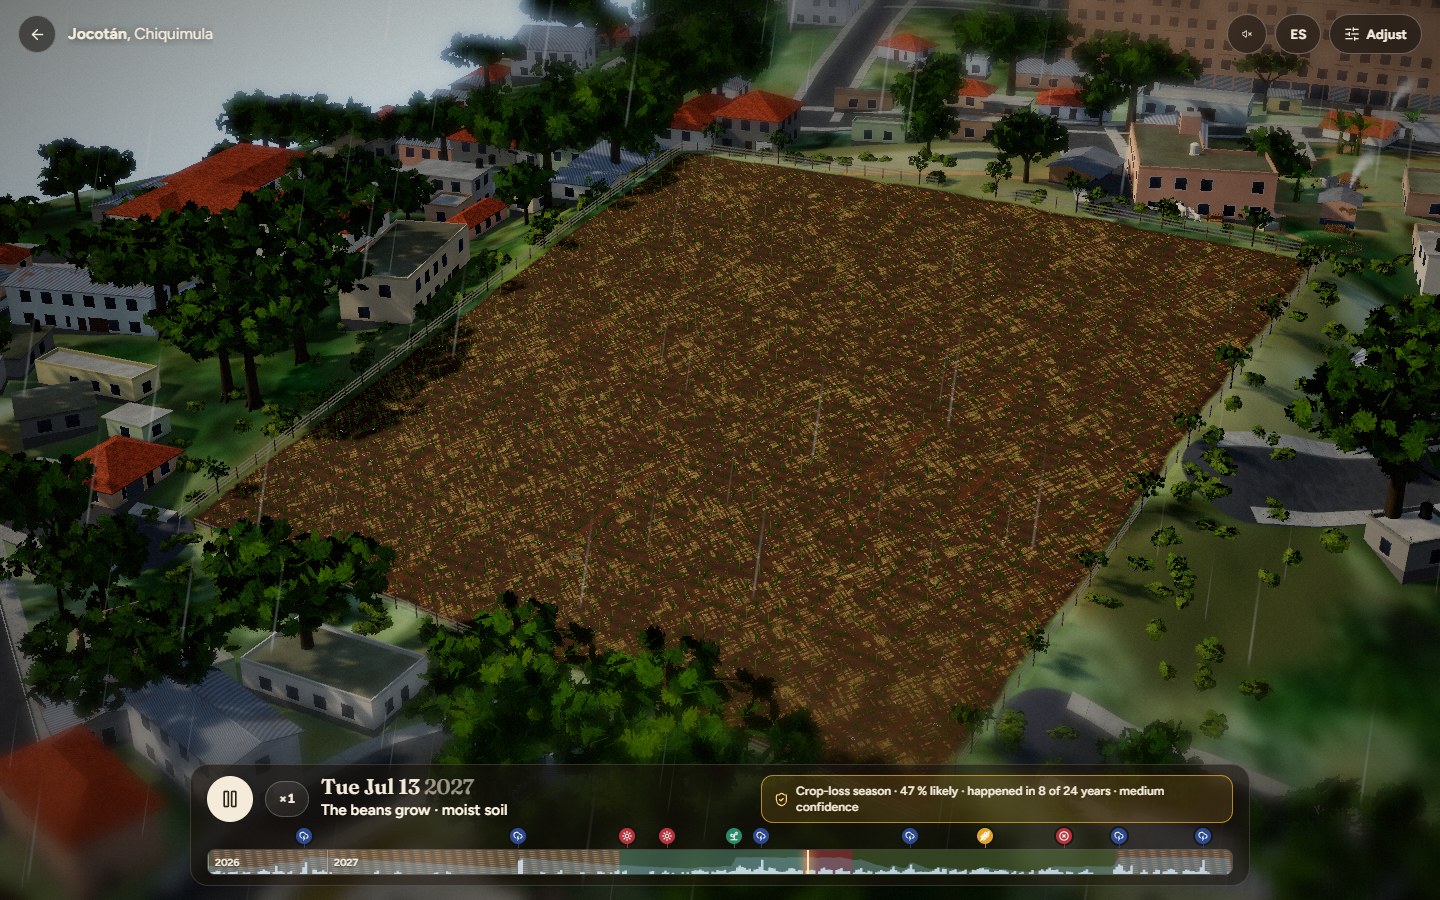 Jocotán, Chiquimula
ES
Adjust
×1
Tue Jul 13 2027
The beans grow · moist soil
Crop-loss season · 47 % likely · happened in 8 of 24 years · medium
confidence
2026
2027